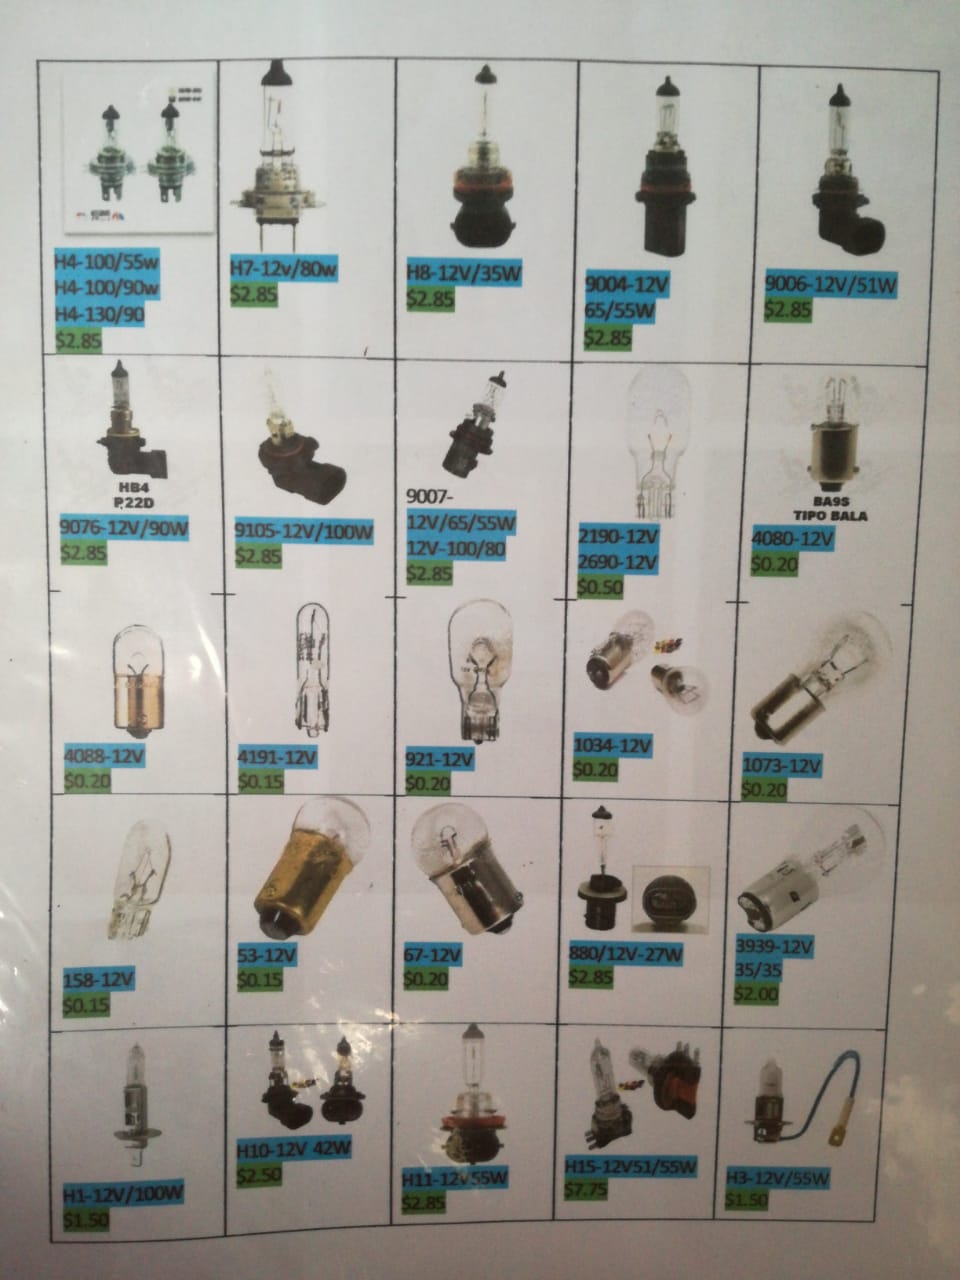 H4-100/55w
H4-100/90w
H4-130/90
$2.85
H7-12v/80w
$2.85
H8-12V/35W
$2.85
9004-12V
65/55W
$2.85
9006-12V/51W
$2.85
HB4
P.22D
9076-12V/90W
$2.85
9105-12V/100W
$2.85
9007-
12V/65/55W
12V-100/80
$2.85
2190-12V
2690-12V
$0.50
BA9S
TIPO BALA
4080-12V
$0.20
4088-12V
$0.20
4191-12V
$0.15
921-12V
$0.20
1034-12V
$0.20
1073-12V
$0.20
158-12V
$0.15
53-12V
$0.15
67-12V
$0.20
880/12V-27W
$2.85
3939-12V
35/35
$2.00
H1-12V/100W
$1.50
H10-12V 42W
$2.50
H11-12V55W
$2.85
H15-12V51/55W
$7.75
H3-12V/55W
$1.50